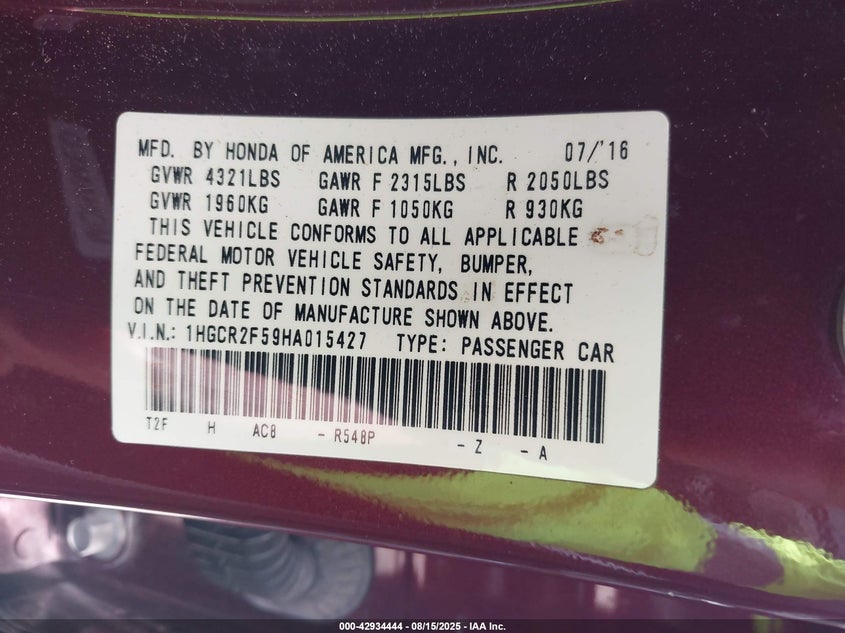 MFD. BY HONDA OF AMERICA MFG., INC. 07/'16
GVWR 4321LBS GAWR F 2315LBS R 2050LBS
GVWR 1960KG GAWR F 1050KG R 930KG
THIS VEHICLE CONFORMS TO ALL APPLICABLE
FEDERAL MOTOR VEHICLE SAFETY, BUMPER,
AND THEFT PREVENTION STANDARDS IN EFFECT
ON THE DATE OF MANUFACTURE SHOWN ABOVE.
V.I.N.: 1HGCR2F59HA015427 TYPE: PASSENGER CAR
T2F H AC8 - R548P - Z - A
000-42934444 - 08/15/2025 - IAA Inc.